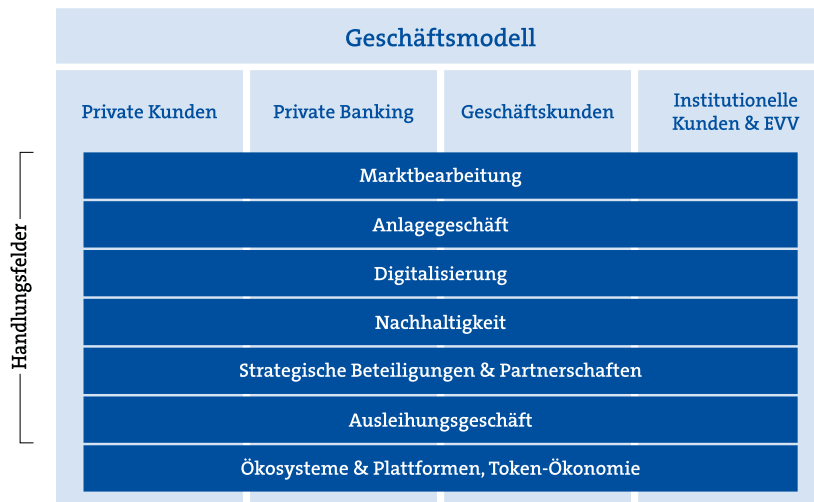 Geschäftsmodell
Private Kunden
Private Banking
Geschäftskunden
Institutionelle
Kunden & EVV
Handlungsfelder
Marktbearbeitung
Anlagegeschäft
Digitalisierung
Nachhaltigkeit
Strategische Beteiligungen & Partnerschaften
Ausleihungsgeschäft
Ökosysteme & Plattformen, Token-Ökonomie